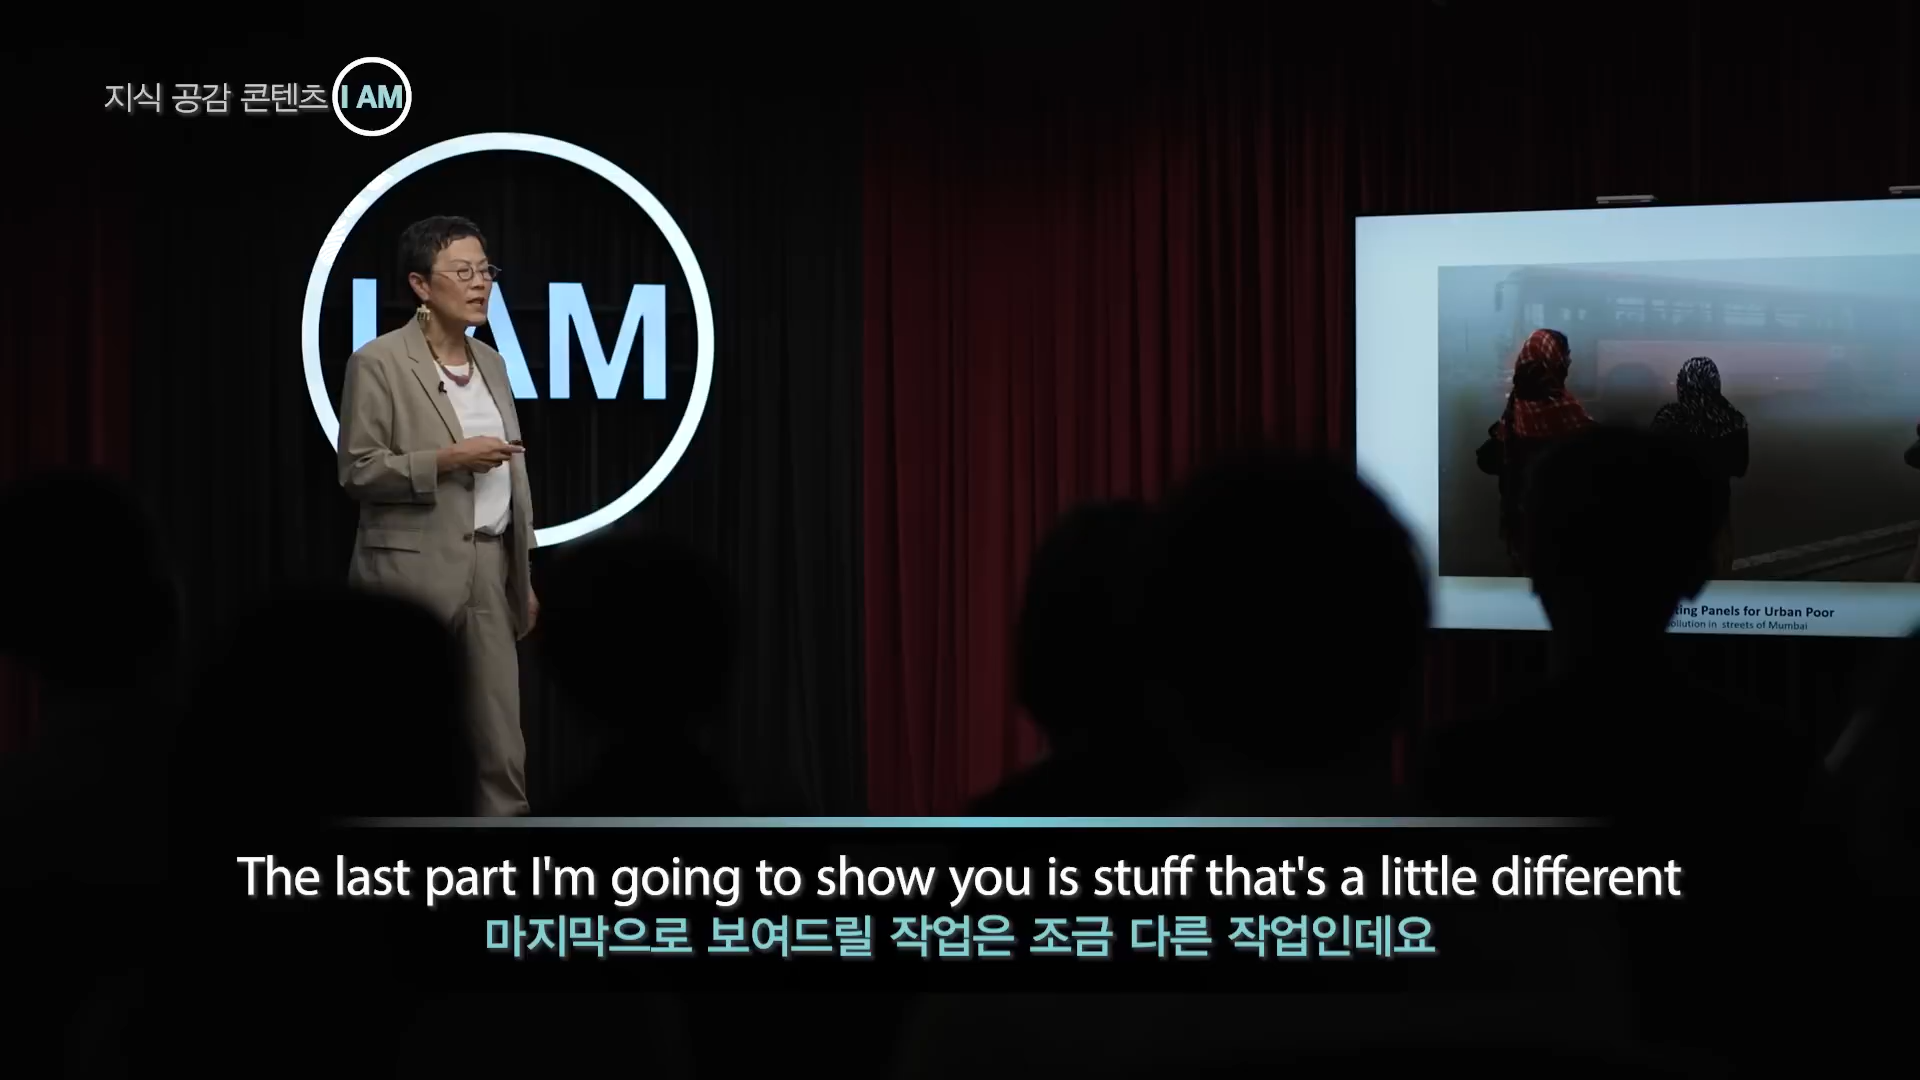 지식 공감 콘텐츠 I AM
I AM
Panels for Urban Poor
in streets of Mumbai
The last part I'm going to show you is stuff that's a little different
마지막으로 보여드릴 작업은 조금 다른 작업인데요